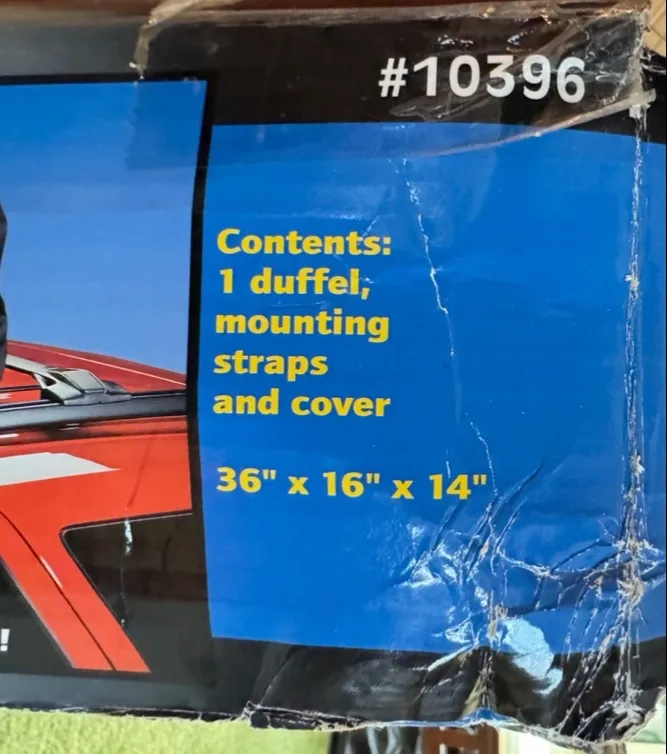 #10396
Contents:
1 duffel,
mounting
straps
and cover
36" x 16" x 14"
!